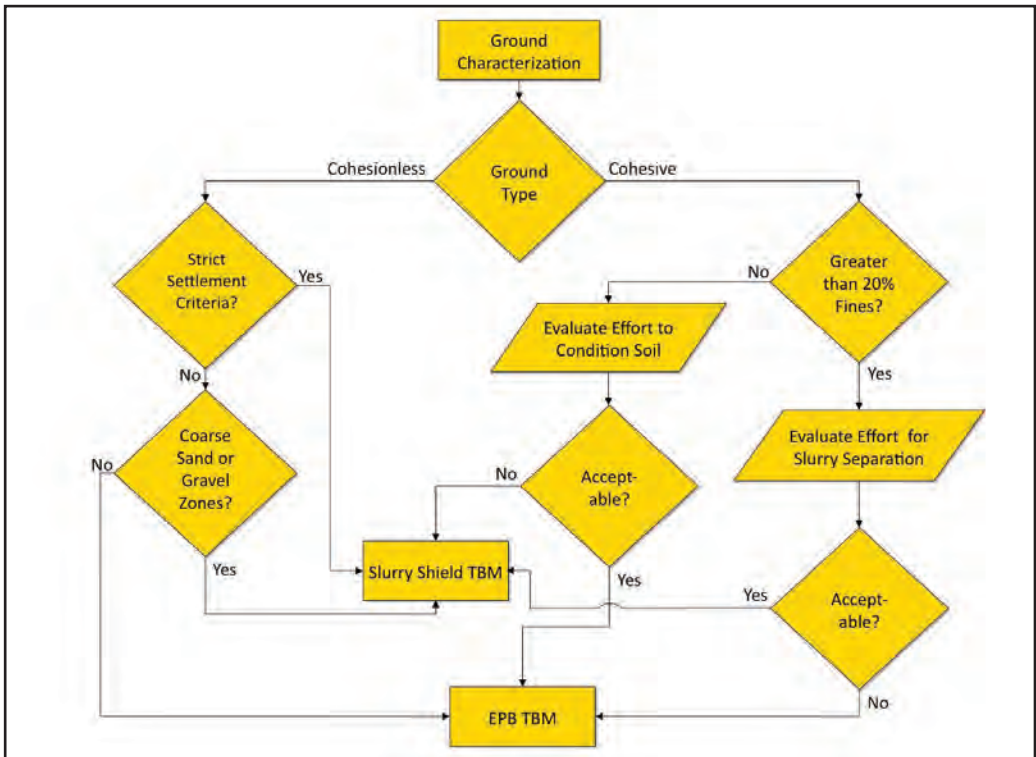 Ground
Characterization
Cohesionless
Ground
Type
Cohesive
Strict
Settlement
Criteria?
Yes
No
Greater
than 20%
Fines?
Evaluate Effort to
Condition Soil
No
Yes
Coarse
Sand or
Gravel
Zones?
No
Evaluate Effort for
Slurry Separation
No
Accept-
able?
Yes
Slurry Shield TBM
Yes
Yes
Accept-
able?
No
EPB TBM